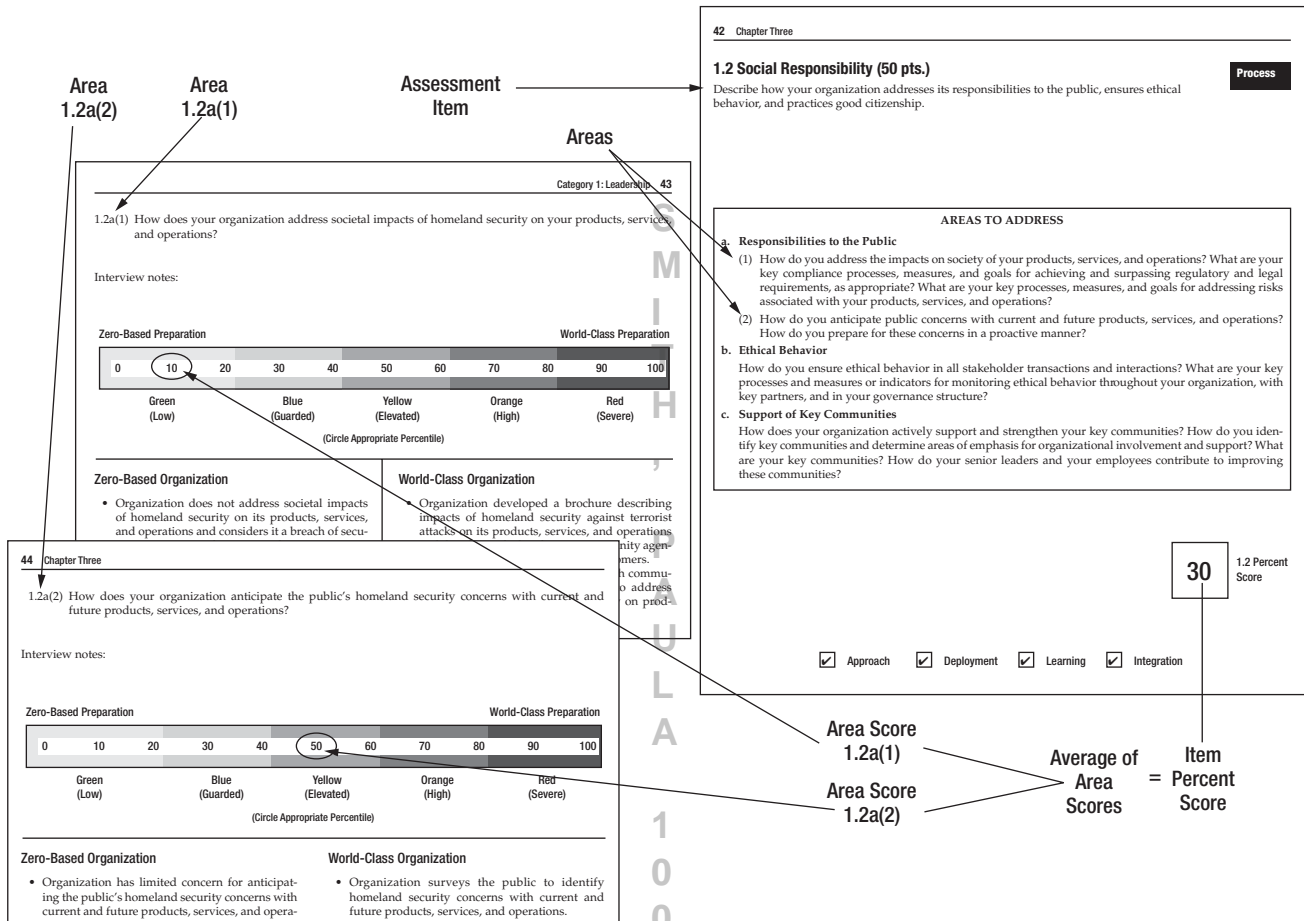 Area
1.2a(2)
Area
1.2a(1)
Assessment
Item
Areas
42 Chapter Three
1.2 Social Responsibility (50 pts.)
Process
Describe how your organization addresses its responsibilities to the public, ensures ethical
behavior, and practices good citizenship.
AREAS TO ADDRESS
a. Responsibilities to the Public
(1) How do you address the impacts on society of your products, services, and operations? What are your
key compliance processes, measures, and goals for achieving and surpassing regulatory and legal
requirements, as appropriate? What are your key processes, measures, and goals for addressing risks
associated with your products, services, and operations?
(2) How do you anticipate public concerns with current and future products, services, and operations?
How do you prepare for these concerns in a proactive manner?
b. Ethical Behavior
How do you ensure ethical behavior in all stakeholder transactions and interactions? What are your key
processes and measures or indicators for monitoring ethical behavior throughout your organization, with
key partners, and in your governance structure?
c. Support of Key Communities
How does your organization actively support and strengthen your key communities? How do you iden-
tify key communities and determine areas of emphasis for organizational involvement and support? What
are your key communities? How do your senior leaders and your employees contribute to improving
these communities?
30
1.2 Percent
Score
✔ Approach ✔ Deployment ✔ Learning ✔ Integration
Category 1: Leadership 43
1.2a(1) How does your organization address societal impacts of homeland security on your products, services,
and operations?
Interview notes:
Zero-Based Preparation World-Class Preparation
0 10 20 30 40 50 60 70 80 90 100
Green Blue Yellow Orange Red
(Low) (Guarded) (Elevated) (High) (Severe)
(Circle Appropriate Percentile)
Zero-Based Organization
• Organization does not address societal impacts
of homeland security on its products, services,
and operations and considers it a breach of secu-
World-Class Organization
• Organization developed a brochure describing
impacts of homeland security against terrorist
attacks on its products, services, and operations
nity agen-
omers.
h commu-
o address
on prod-
44 Chapter Three
1.2a(2) How does your organization anticipate the public's homeland security concerns with current and
future products, services, and operations?
Interview notes:
Zero-Based Preparation World-Class Preparation
0 10 20 30 40 50 60 70 80 90 100
Green Blue Yellow Orange Red
(Low) (Guarded) (Elevated) (High) (Severe)
(Circle Appropriate Percentile)
Zero-Based Organization
• Organization has limited concern for anticipat-
ing the public's homeland security concerns with
current and future products, services, and opera-
World-Class Organization
• Organization surveys the public to identify
homeland security concerns with current and
future products, services, and operations.
Area Score
1.2a(1)
Area Score
1.2a(2)
Average of
Area
Scores
=
Item
Percent
Score
SMITH, PAULA 100